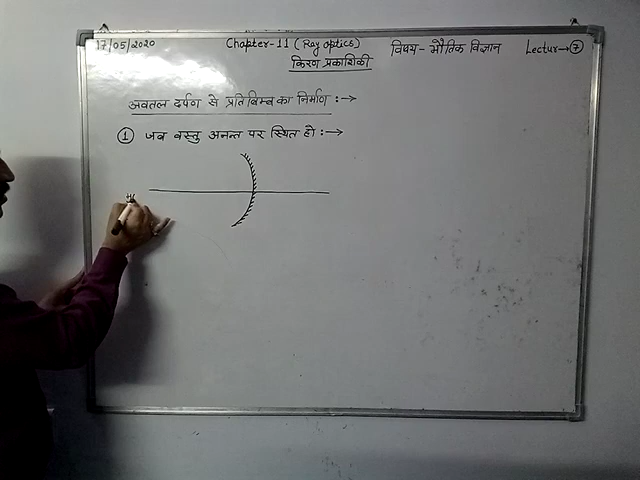 17/05/2020 Chapter-11 (Ray optics) विषय- भौतिक विज्ञान Lectur→⑦
किरण प्रकाशिकी
अवतल दर्पण से प्रतिबिम्ब का निर्माण :→
① जब वस्तु अनन्त पर स्थित हो :→